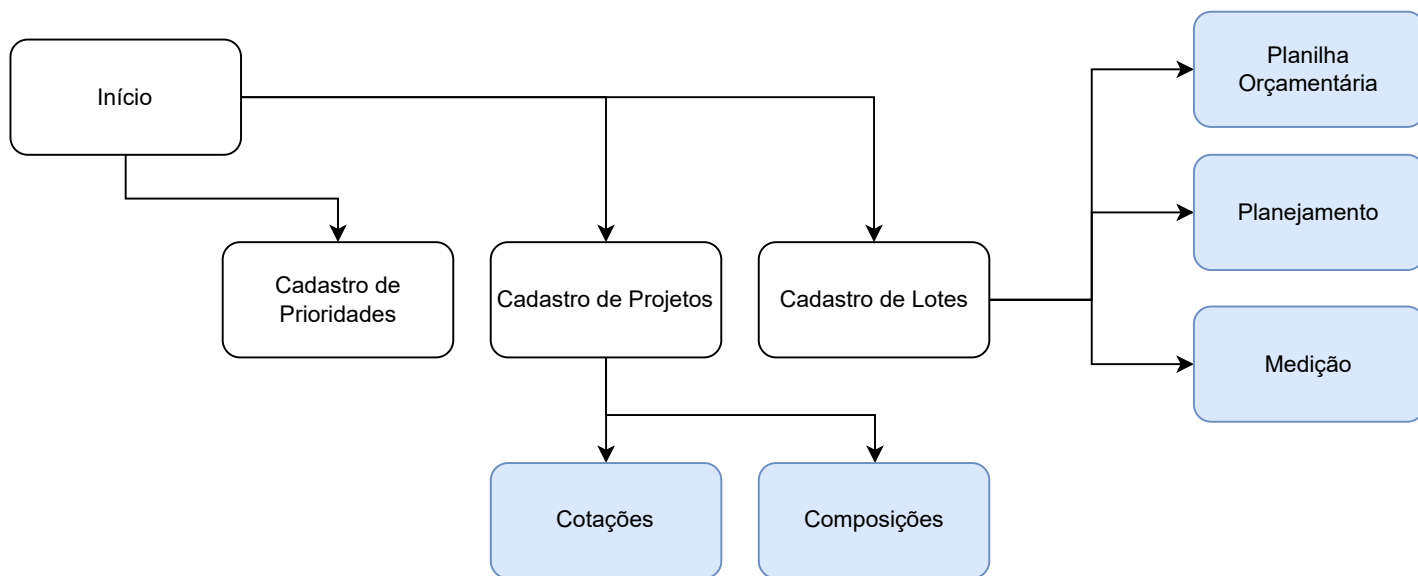 Início
Planilha
Orçamentária
Planejamento
Cadastro de
Prioridades
Cadastro de Projetos
Cadastro de Lotes
Medição
Cotações
Composições